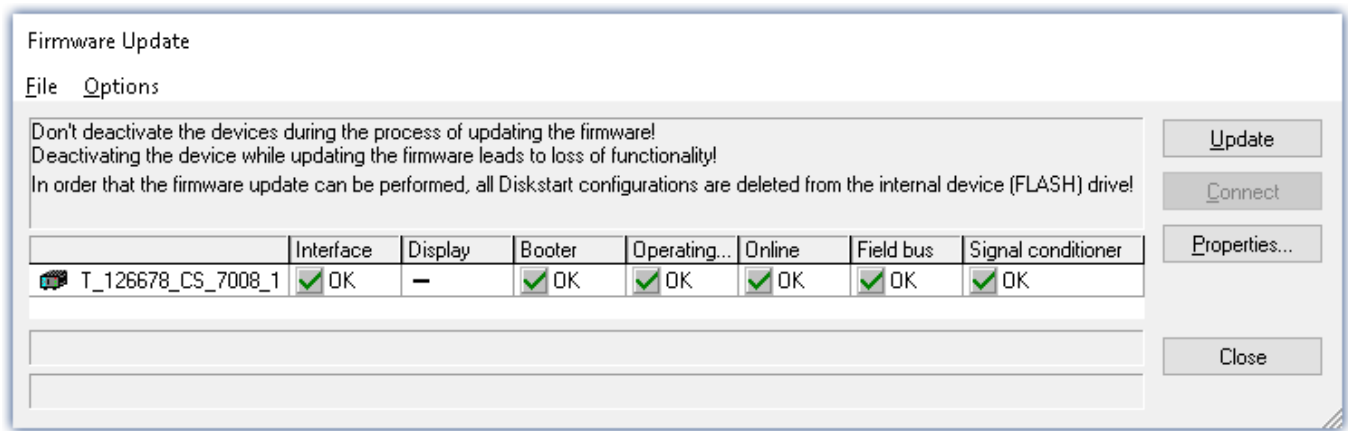 Firmware Update
File Options
Don't deactivate the devices during the process of updating the firmware!
Deactivating the device while updating the firmware leads to loss of functionality!
In order that the firmware update can be performed, all Diskstart configurations are deleted from the internal device (FLASH) drive!
Update
Connect
Properties...
Interface Display Booter Operating... Online Field bus Signal conditioner
T_126678_CS_7008_1 OK – OK OK OK OK OK
Close